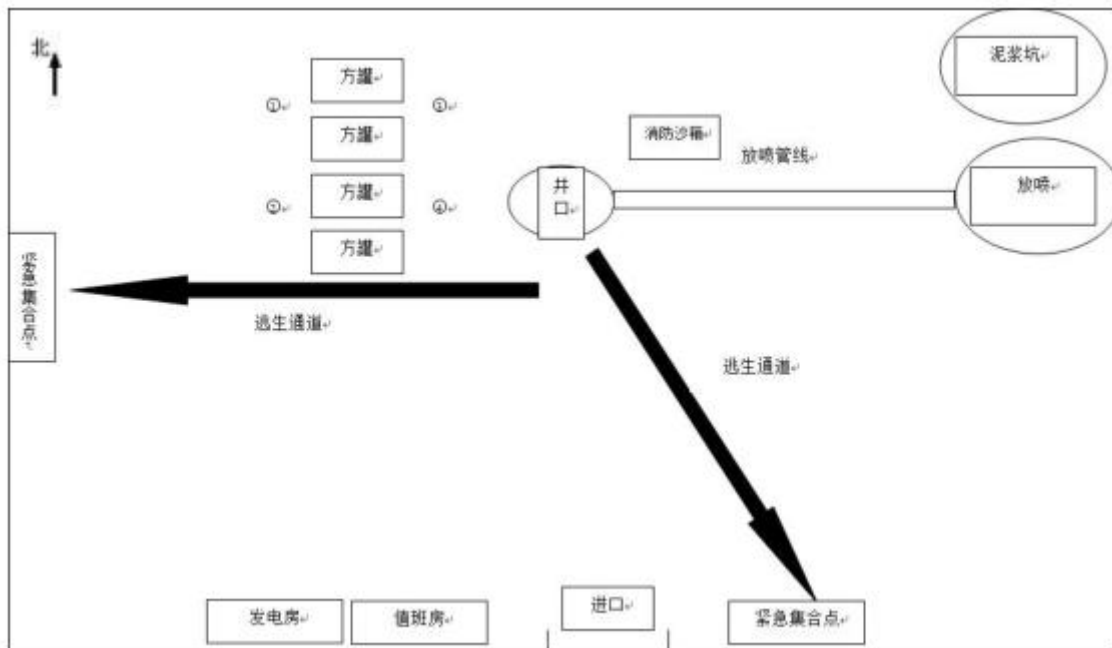 北
泥浆坑
方罐
①
③
方罐
消防沙箱
放喷管线
方罐
井
口
放喷
②
④
方罐
紧急集合点
逃生通道
逃生通道
发电房
值班房
进口
紧急集合点